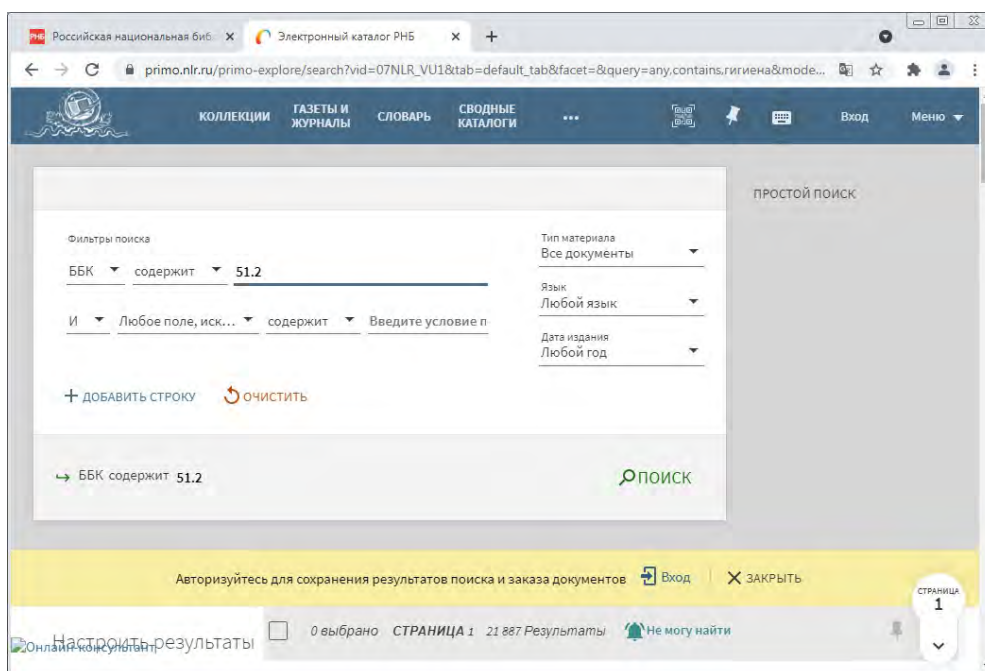 РНБ Российская национальная биб
Электронный каталог РНБ
primo.nlr.ru/primo-explore/search?vid=07NLR_VU1&tab=default_tab&facet=&query=any,contains,гигиена&mode...
КОЛЛЕКЦИИ
ГАЗЕТЫ И
ЖУРНАЛЫ
СЛОВАРЬ
СВОДНЫЕ
КАТАЛОГИ
Вход
Меню
ПРОСТОЙ ПОИСК
Фильтры поиска
ББК содержит 51.2
И Любое поле, иск... содержит Введите условие п
Тип материала
Все документы
Язык
Любой язык
Дата издания
Любой год
+ ДОБАВИТЬ СТРОКУ ОЧИСТИТЬ
ББК содержит 51.2
ПОИСК
Авторизуйтесь для сохранения результатов поиска и заказа документов Вход ЗАКРЫТЬ
СТРАНИЦА
1
Настроить результаты
Онлайн-консультант
0 выбрано СТРАНИЦА 1 21 887 Результаты Не могу найти